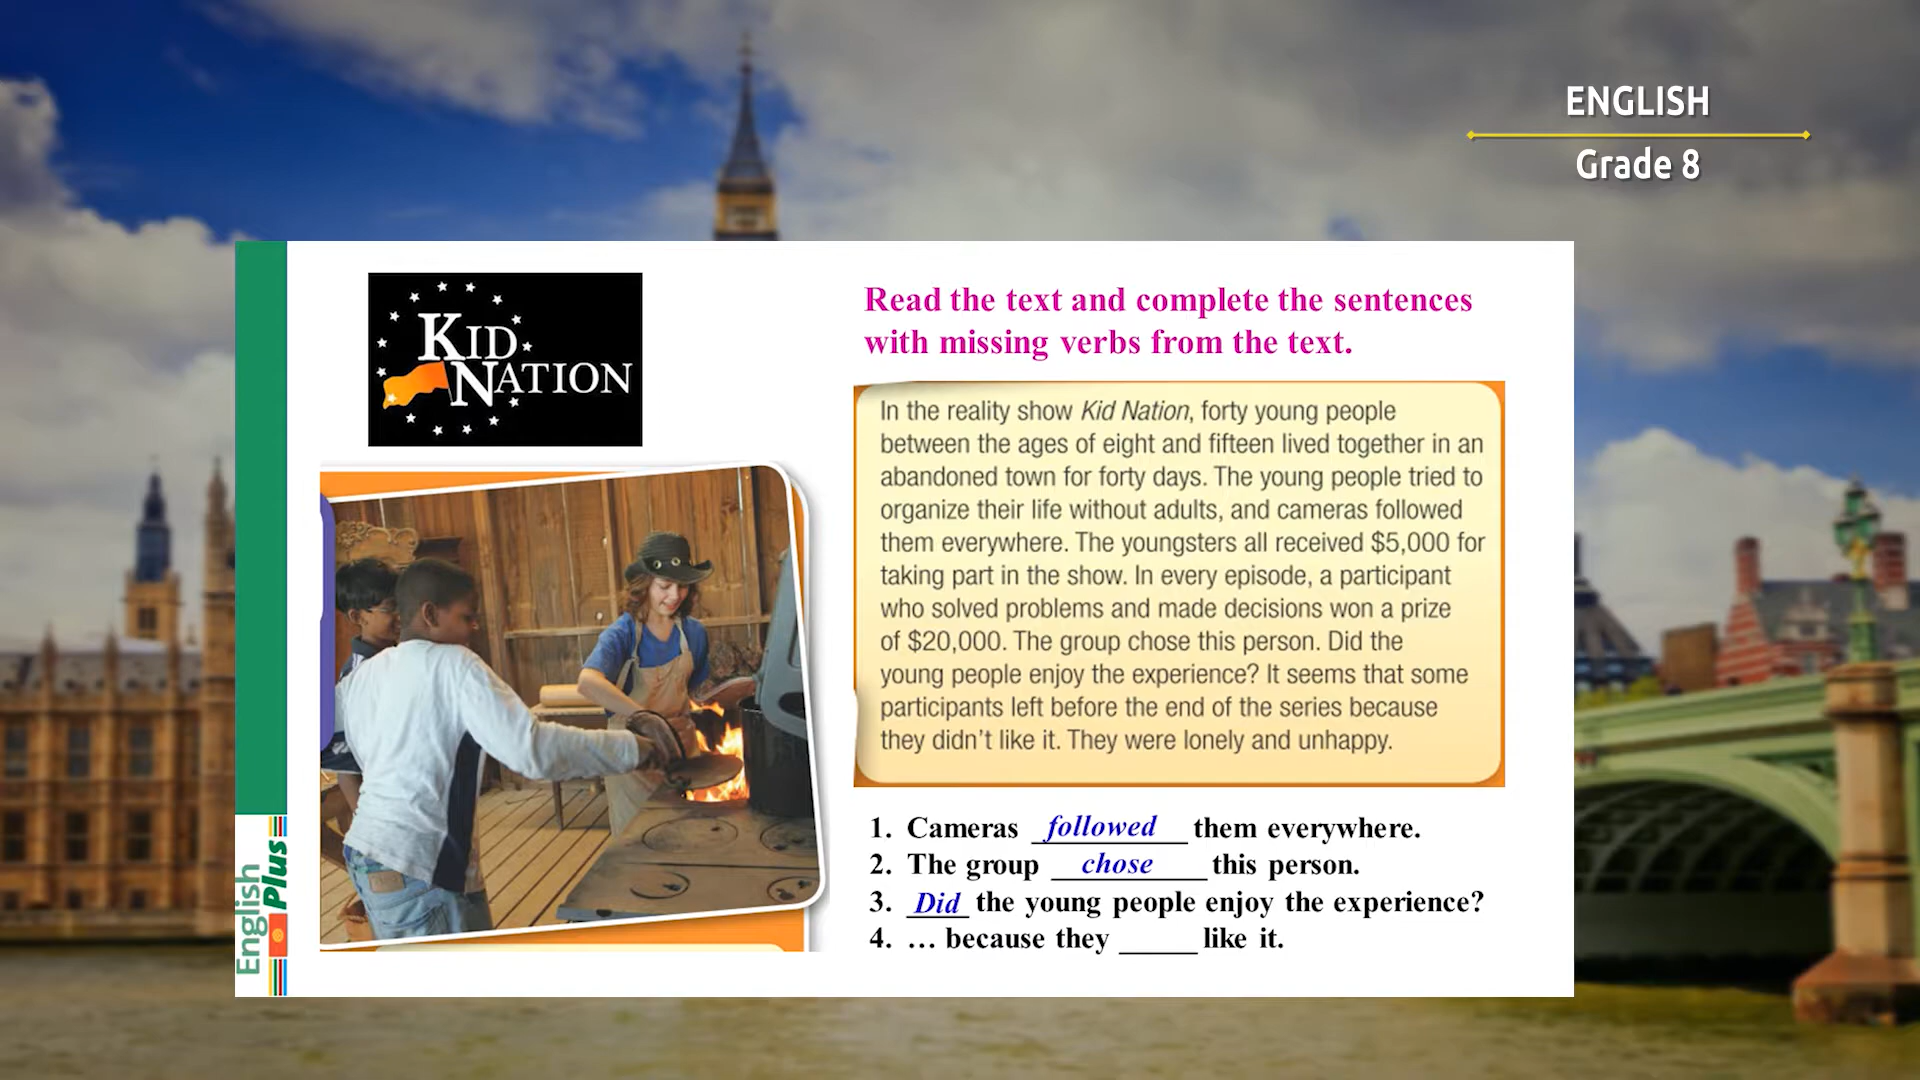 ENGLISH
Grade 8
KID
NATION
Read the text and complete the sentences
with missing verbs from the text.
In the reality show Kid Nation, forty young people
between the ages of eight and fifteen lived together in an
abandoned town for forty days. The young people tried to
organize their life without adults, and cameras followed
them everywhere. The youngsters all received $5,000 for
taking part in the show. In every episode, a participant
who solved problems and made decisions won a prize
of $20,000. The group chose this person. Did the
young people enjoy the experience? It seems that some
participants left before the end of the series because
they didn't like it. They were lonely and unhappy.
1. Cameras followed them everywhere.
2. The group chose this person.
3. Did the young people enjoy the experience?
4. … because they ______ like it.
English
Plus